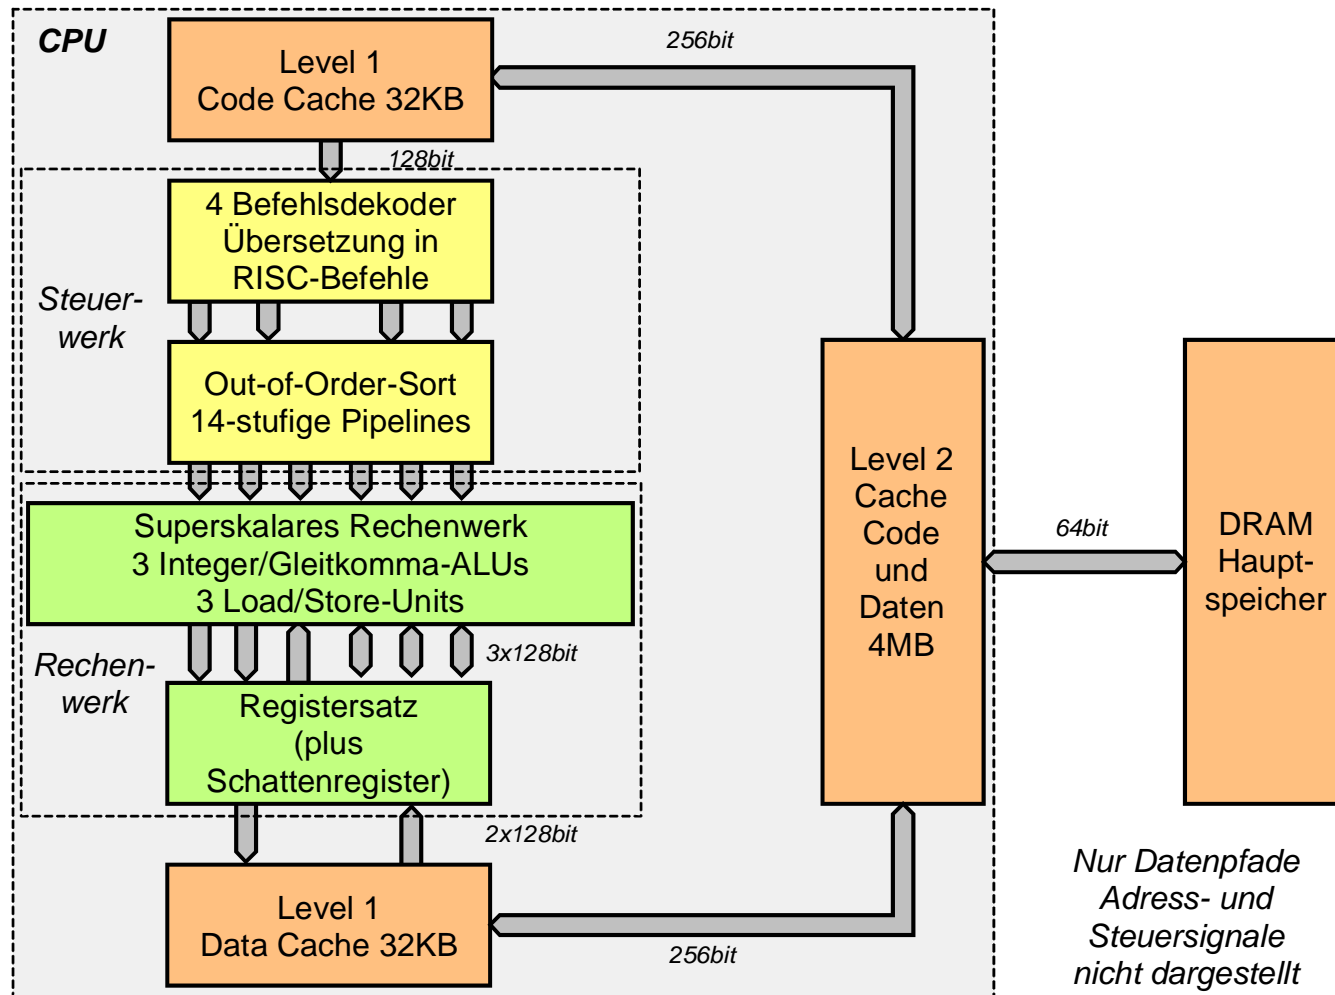 CPU
Level 1
Code Cache 32KB
256bit
128bit
4 Befehlsdekoder
Übersetzung in
RISC-Befehle
Steuer-
werk
Out-of-Order-Sort
14-stufige Pipelines
Superskalares Rechenwerk
3 Integer/Gleitkomma-ALUs
3 Load/Store-Units
Rechen-
werk
3x128bit
Registersatz
(plus
Schattenregister)
2x128bit
Level 1
Data Cache 32KB
256bit
Level 2
Cache
Code
und
Daten
4MB
64bit
DRAM
Haupt-
speicher
Nur Datenpfade
Adress- und
Steuersignale
nicht dargestellt